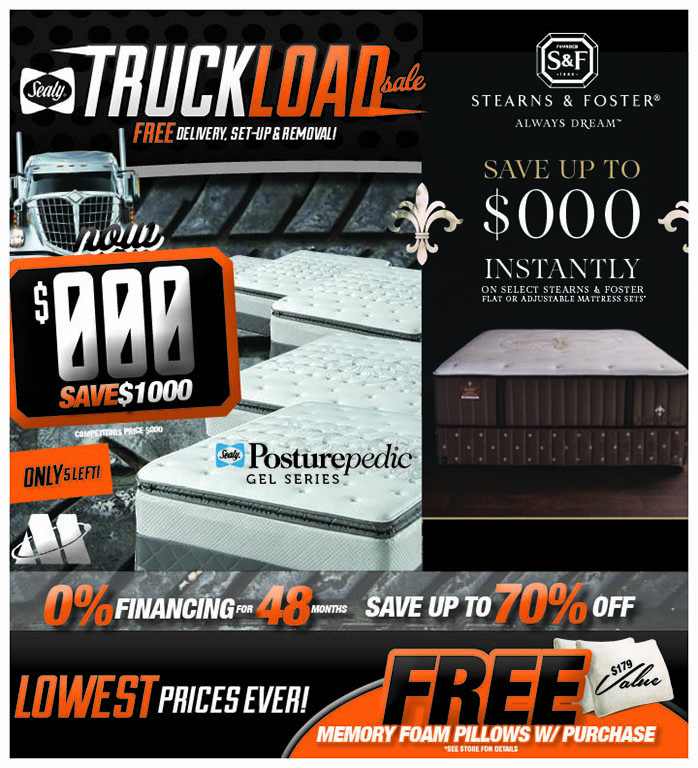 Sealy
TRUCKLOAD sale
FREE DELIVERY, SET-UP & REMOVAL!
now
$000
SAVE $1000
COMPETITORS PRICE $000
ONLY 5 LEFT!
Sealy Posturepedic
GEL SERIES
FOUNDED
S&F
1846
STEARNS & FOSTER®
ALWAYS DREAM™
SAVE UP TO
$000
INSTANTLY
ON SELECT STEARNS & FOSTER
FLAT OR ADJUSTABLE MATTRESS SETS*
0% FINANCING FOR 48 MONTHS SAVE UP TO 70% OFF
LOWEST PRICES EVER!
FREE
$179
Value
MEMORY FOAM PILLOWS W/ PURCHASE
*SEE STORE FOR DETAILS